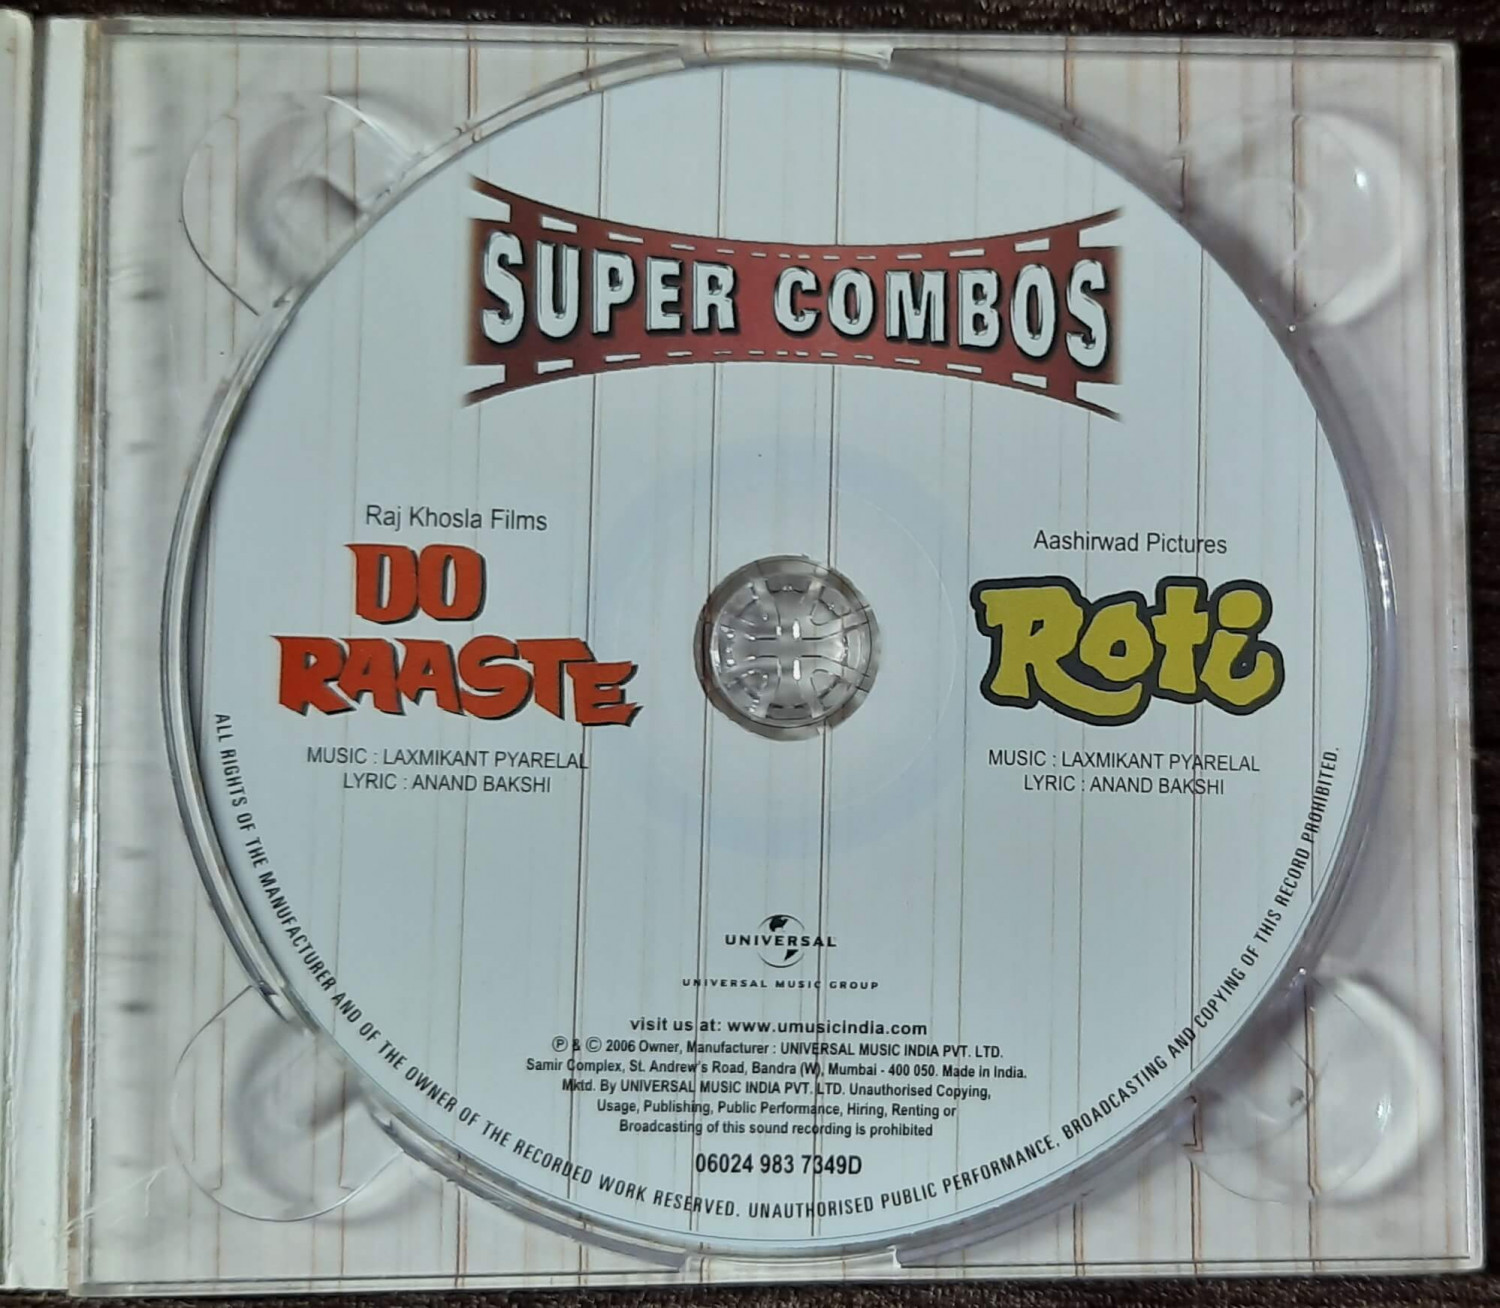 SUPER COMBOS
Raj Khosla Films
DO
RAASTE
MUSIC : LAXMIKANT PYARELAL
LYRIC : ANAND BAKSHI
Aashirwad Pictures
Roti
MUSIC : LAXMIKANT PYARELAL
LYRIC : ANAND BAKSHI
UNIVERSAL
UNIVERSAL MUSIC GROUP
visit us at: www.umusicindia.com
Ⓟ & © 2006 Owner, Manufacturer : UNIVERSAL MUSIC INDIA PVT. LTD.
Samir Complex, St. Andrew's Road, Bandra (W), Mumbai - 400 050. Made in India.
Mktd. By UNIVERSAL MUSIC INDIA PVT. LTD. Unauthorised Copying,
Usage, Publishing, Public Performance, Hiring, Renting or
Broadcasting of this sound recording is prohibited
06024 983 7349D
ALL RIGHTS OF THE MANUFACTURER AND OF THE OWNER OF THE RECORDED WORK RESERVED. UNAUTHORISED PUBLIC PERFORMANCE. BROADCASTING AND COPYING OF THIS RECORD PROHIBITED.